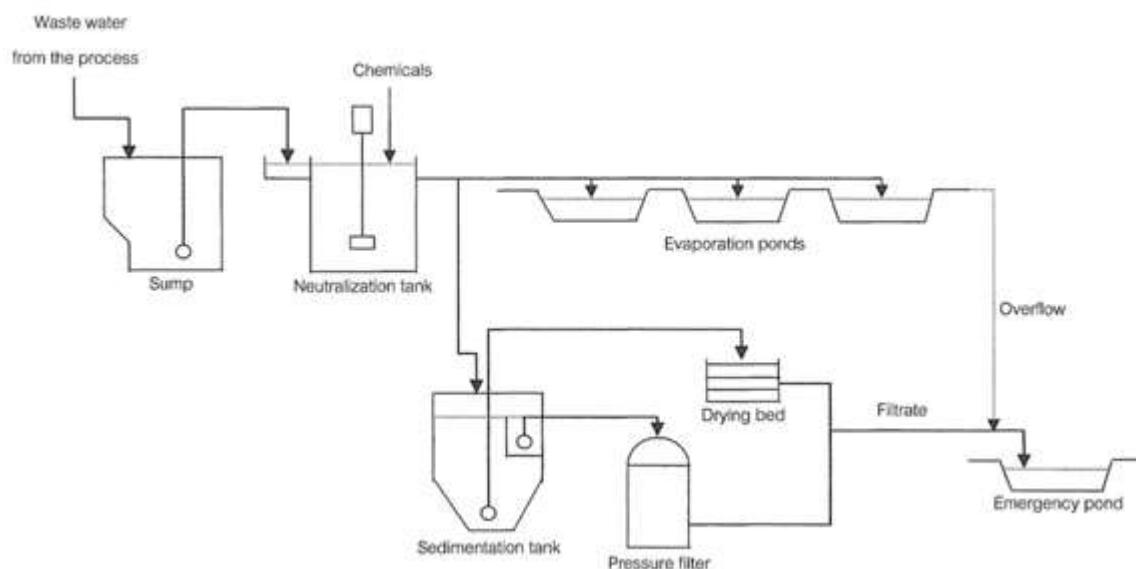 Waste water
from the process
Chemicals
Sump
Neutralization tank
Evaporation ponds
Overflow
Drying bed
Filtrate
Sedimentation tank
Pressure filter
Emergency pond